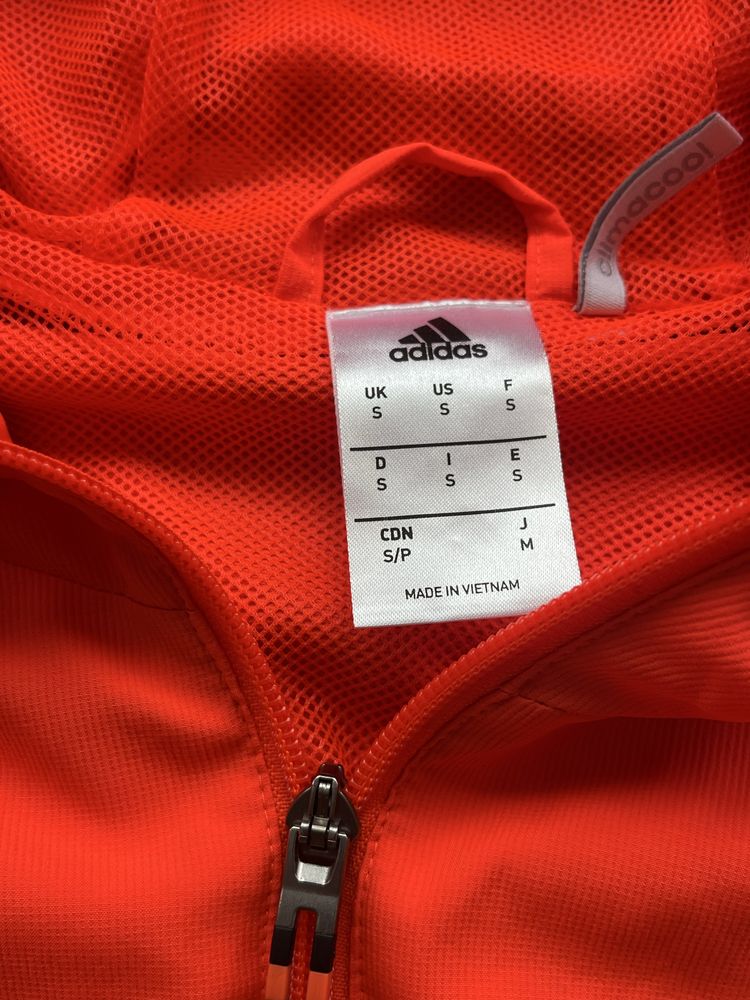 climacool
adidas
UK US F
S S S
D I E
S S S
CDN J
S/P M
MADE IN VIETNAM